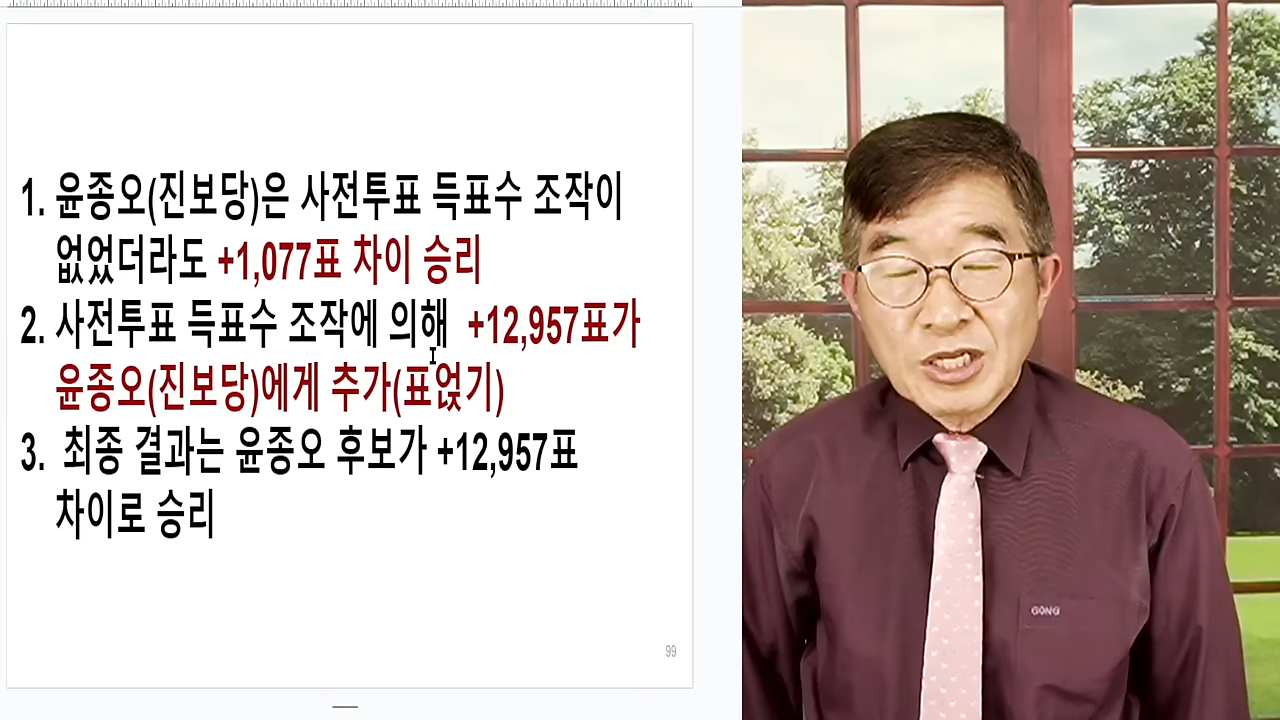 1. 윤종오(진보당)은 사전투표 득표수 조작이
없었더라도 +1,077표 차이 승리
2. 사전투표 득표수 조작에 의해 +12,957표가
윤종오(진보당)에게 추가(표얹기)
3. 최종 결과는 윤종오 후보가 +12,957표
차이로 승리
99
GONG